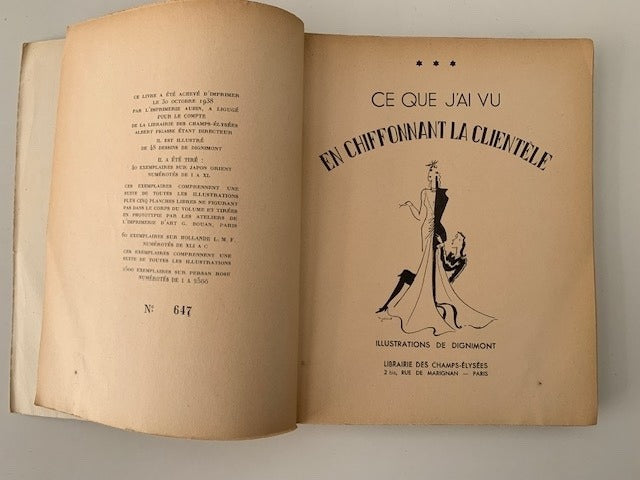 CE LIVRE A ÉTÉ ACHEVÉ D'IMPRIMER
LE 30 OCTOBRE 1938
PAR L'IMPRIMERIE AUBIN, A LIGUGÉ
POUR LE COMPTE
DE LA LIBRAIRIE DES CHAMPS-ÉLYSÉES
ALBERT PIGASSE ÉTANT DIRECTEUR
IL EST ILLUSTRÉ
DE 48 DESSINS DE DIGNIMONT
IL A ÉTÉ TIRÉ :
40 EXEMPLAIRES SUR JAPON ORIENT
NUMÉROTÉS DE I A XL
CES EXEMPLAIRES COMPRENNENT UNE
SUITE DE TOUTES LES ILLUSTRATIONS
PLUS CINQ PLANCHES LIBRES NE FIGURANT
PAS DANS LE CORPS DU VOLUME ET TIRÉES
EN PHOTOTYPIE PAR LES ATELIERS DE
L'IMPRIMERIE D'ART G. BOUAN, PARIS
60 EXEMPLAIRES SUR HOLLANDE L. M. F.
NUMÉROTÉS DE XLI A C
CES EXEMPLAIRES COMPRENNENT UNE
SUITE DE TOUTES LES ILLUSTRATIONS
2500 EXEMPLAIRES SUR PERSAN ROSE
NUMÉROTÉS DE 1 A 2500
N° 647
* * *
CE QUE J'AI VU
EN CHIFFONNANT LA CLIENTÈLE
ILLUSTRATIONS DE DIGNIMONT
LIBRAIRIE DES CHAMPS-ÉLYSÉES
2 bis, RUE DE MARIGNAN — PARIS